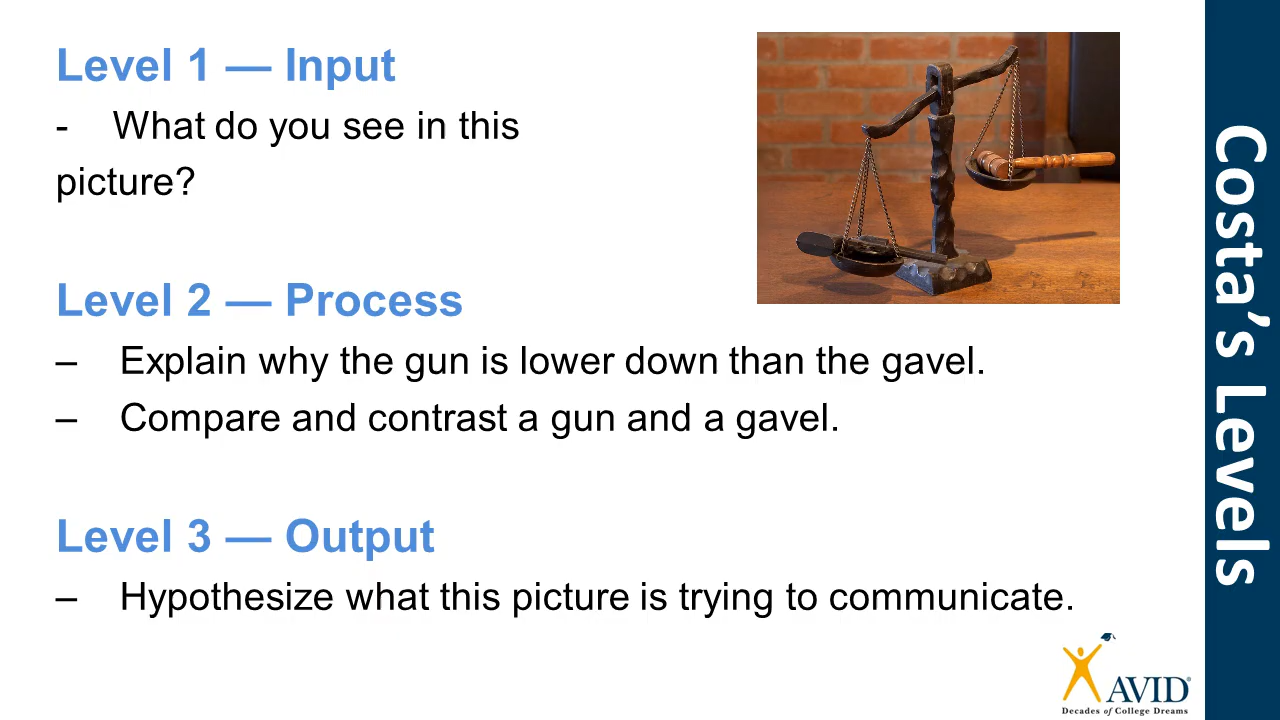 Level 1 — Input
- What do you see in this
picture?
Level 2 — Process
– Explain why the gun is lower down than the gavel.
– Compare and contrast a gun and a gavel.
Level 3 — Output
– Hypothesize what this picture is trying to communicate.
Costa's Levels
AVID®
Decades of College Dreams